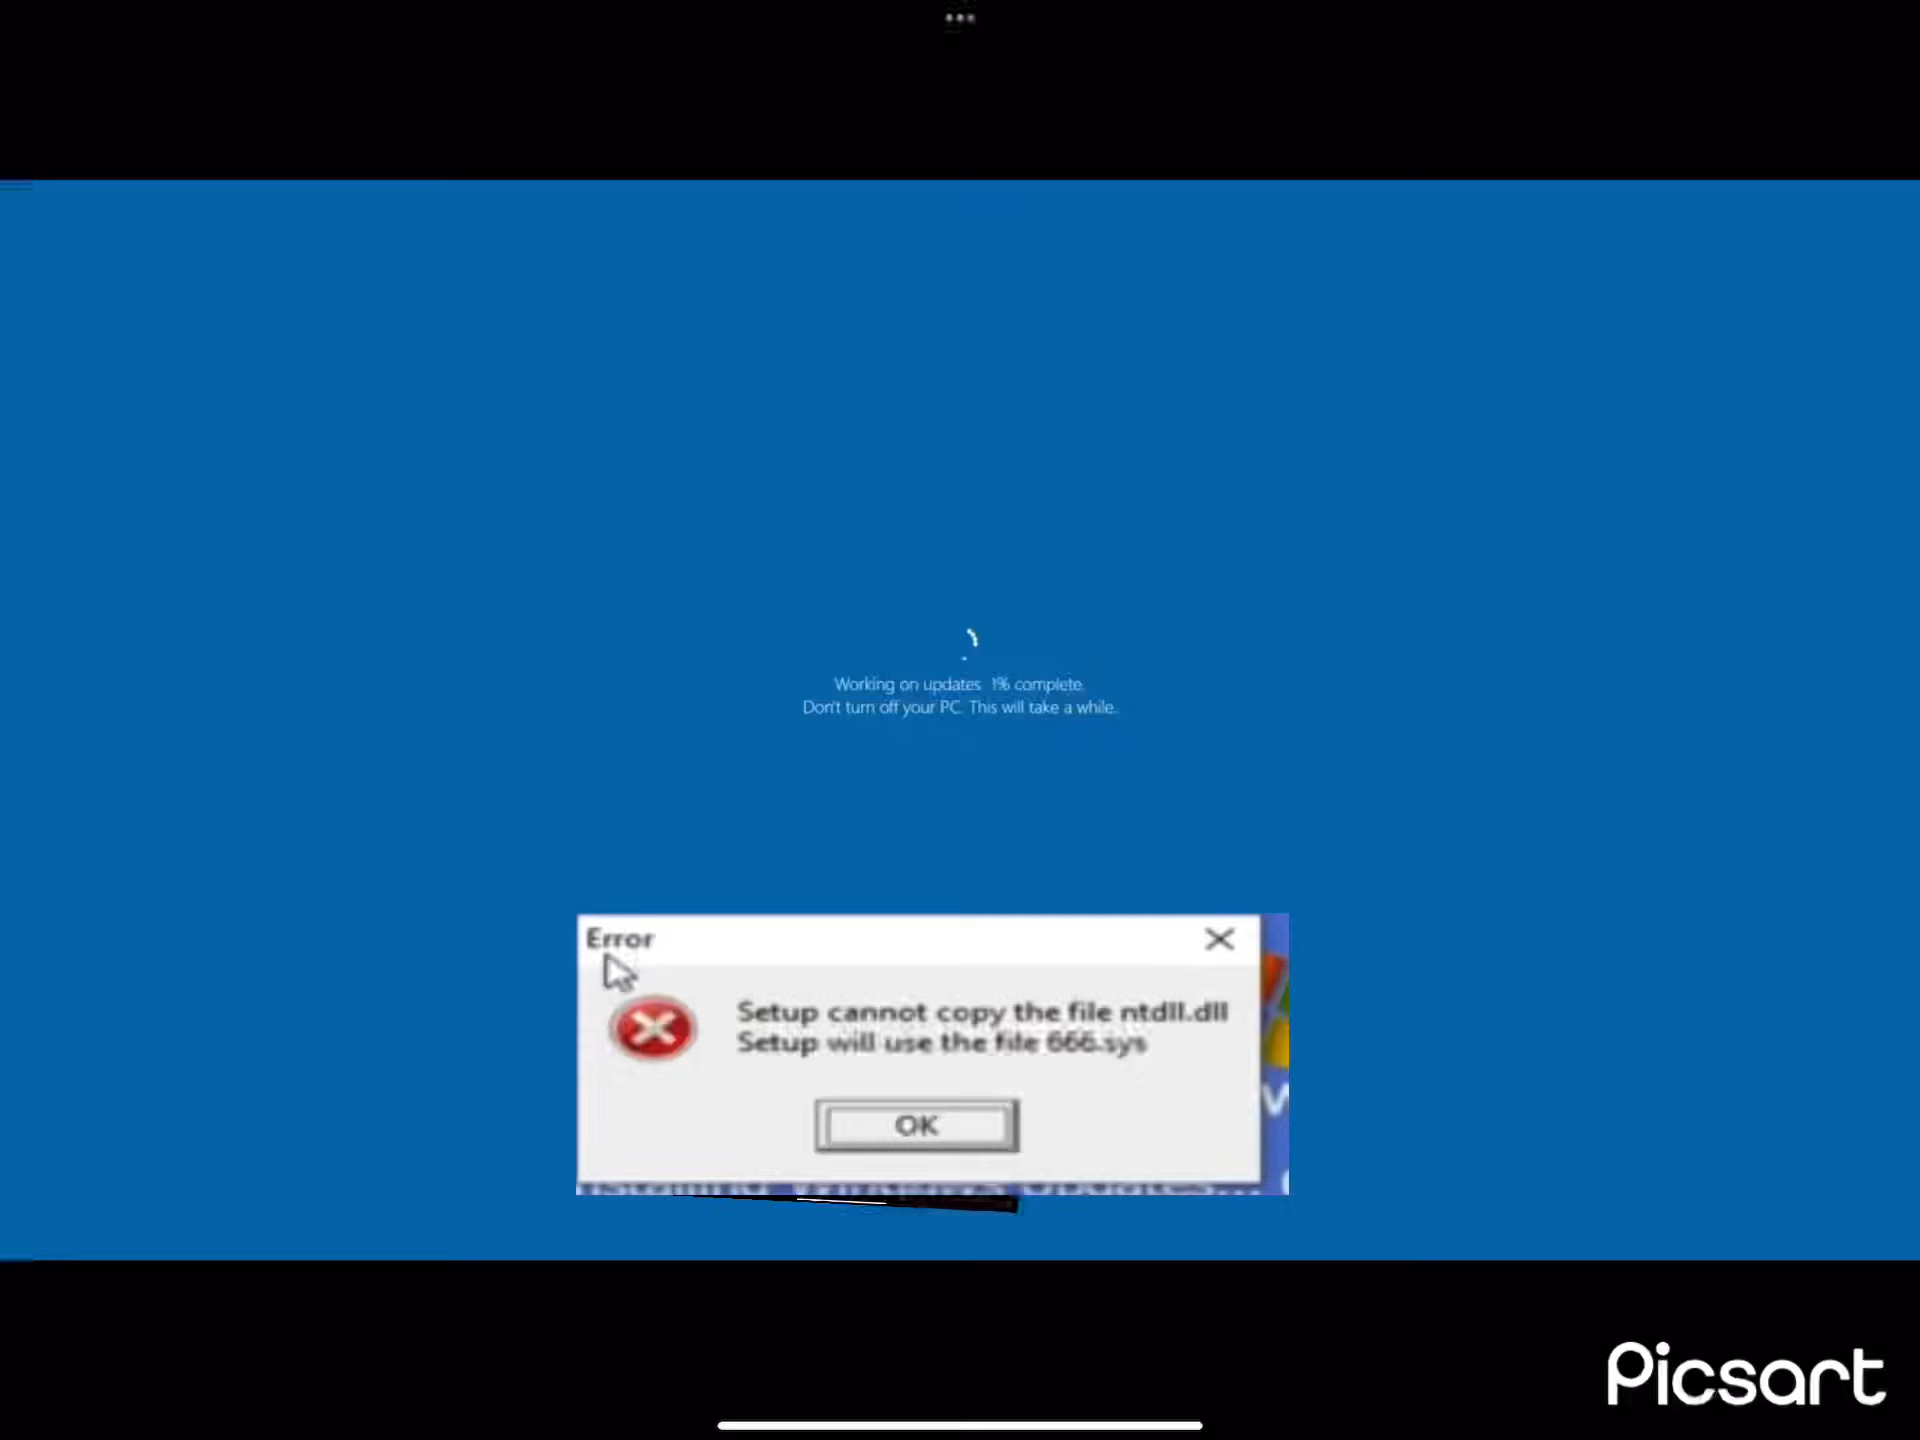 Working on updates 1% complete.
Don't turn off your PC. This will take a while.
Error
Setup cannot copy the file ntdll.dll
Setup will use the file 666.sys
OK
Picsart